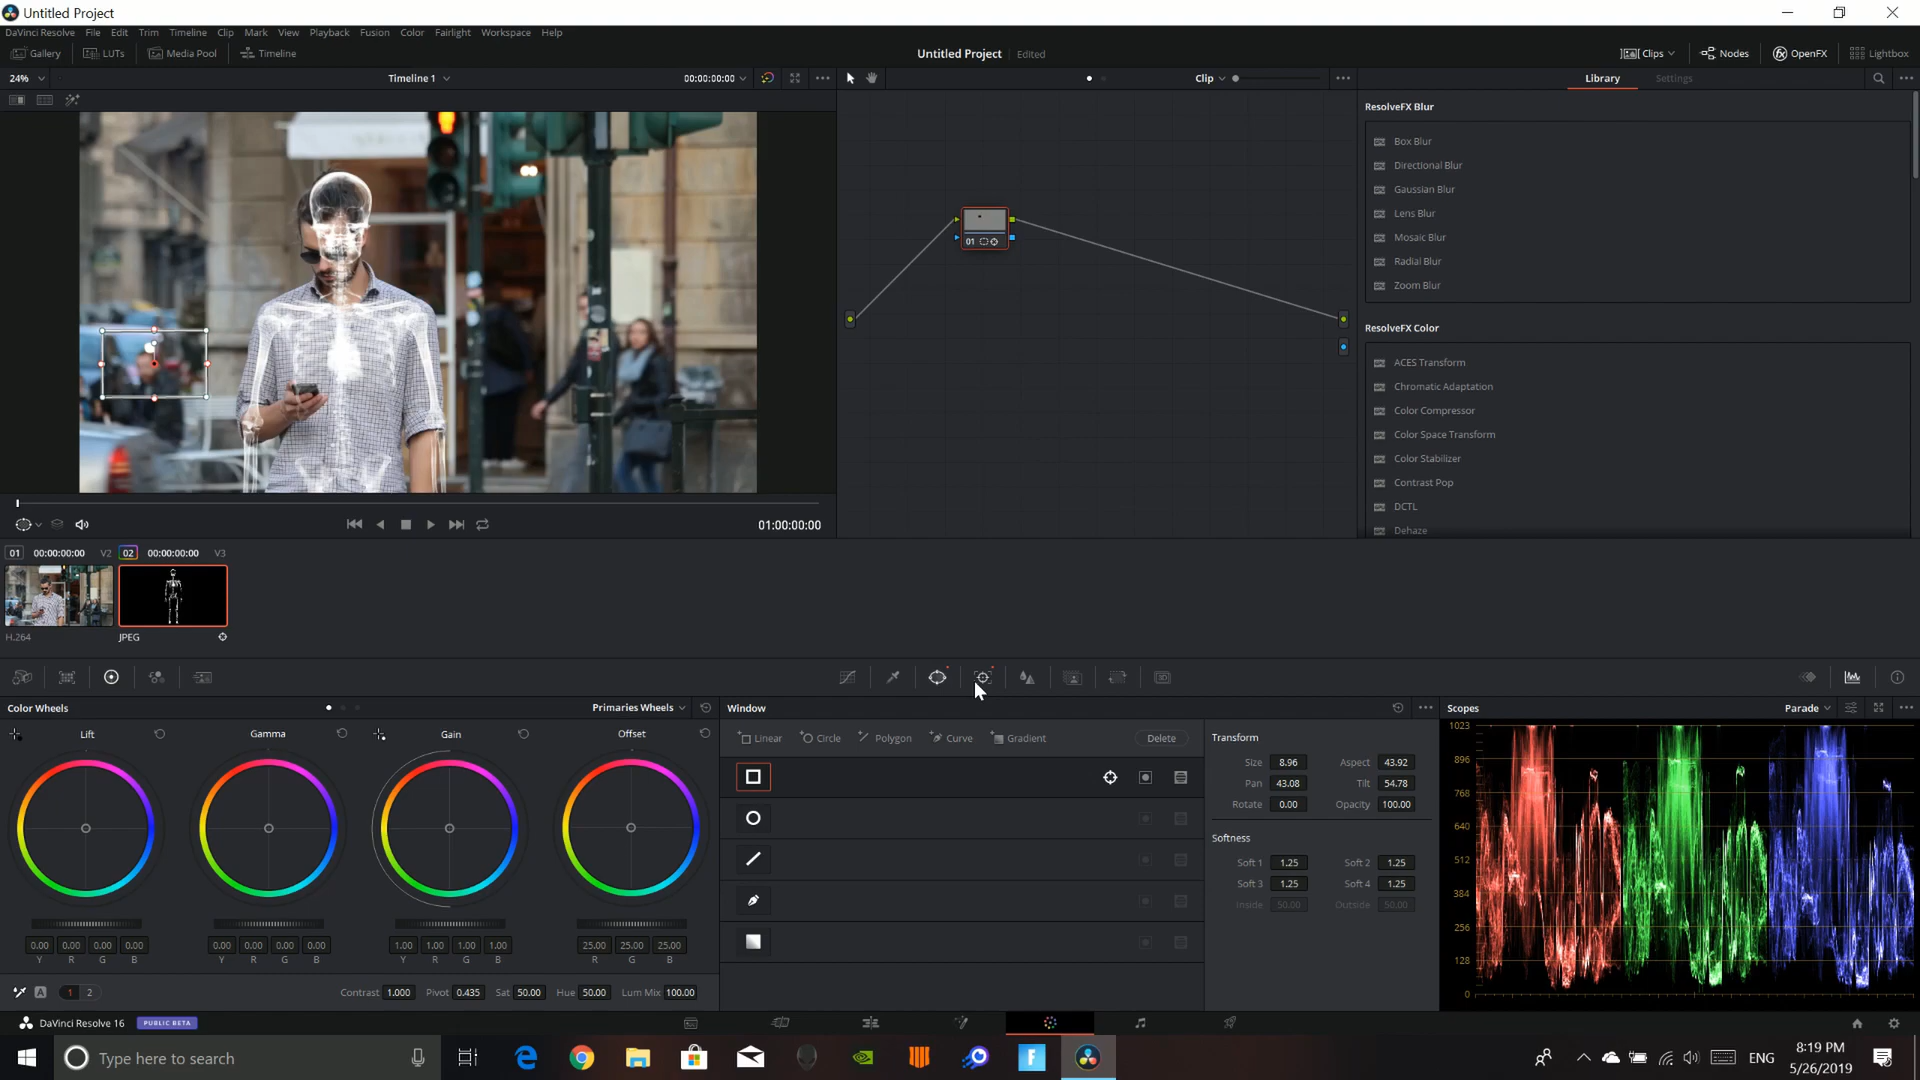 Untitled Project
DaVinci Resolve File Edit Trim Timeline Clip Mark View Playback Fusion Color Fairlight Workspace Help
Gallery LUTs Media Pool Timeline Untitled Project Edited Clips Nodes OpenFX Lightbox
24% Timeline 1 00:00:00:00 Clip Library Settings
ResolveFX Blur
Box Blur
Directional Blur
Gaussian Blur
Lens Blur
Mosaic Blur
Radial Blur
Zoom Blur
01
ResolveFX Color
ACES Transform
Chromatic Adaptation
Color Compressor
Color Space Transform
Color Stabilizer
Contrast Pop
DCTL
Dehaze
01:00:00:00
01 00:00:00:00 V2 02 00:00:00:00 V3
H.264 JPEG
Color Wheels Primaries Wheels Window Scopes Parade
Lift Gamma Gain Offset
0.00 0.00 0.00 0.00 0.00 0.00 0.00 0.00 1.00 1.00 1.00 1.00 25.00 25.00 25.00
Y R G B Y R G B Y R G B R G B
Contrast 1.000 Pivot 0.435 Sat 50.00 Hue 50.00 Lum Mix 100.00
A 1 2
Linear Circle Polygon Curve Gradient Delete
Transform
Size 8.96 Aspect 43.92
Pan 43.08 Tilt 54.78
Rotate 0.00 Opacity 100.00
Softness
Soft 1 1.25 Soft 2 1.25
Soft 3 1.25 Soft 4 1.25
Inside 50.00 Outside 50.00
1023
896
768
640
512
384
256
128
0
DaVinci Resolve 16 PUBLIC BETA
Type here to search
ENG
8:19 PM
5/26/2019